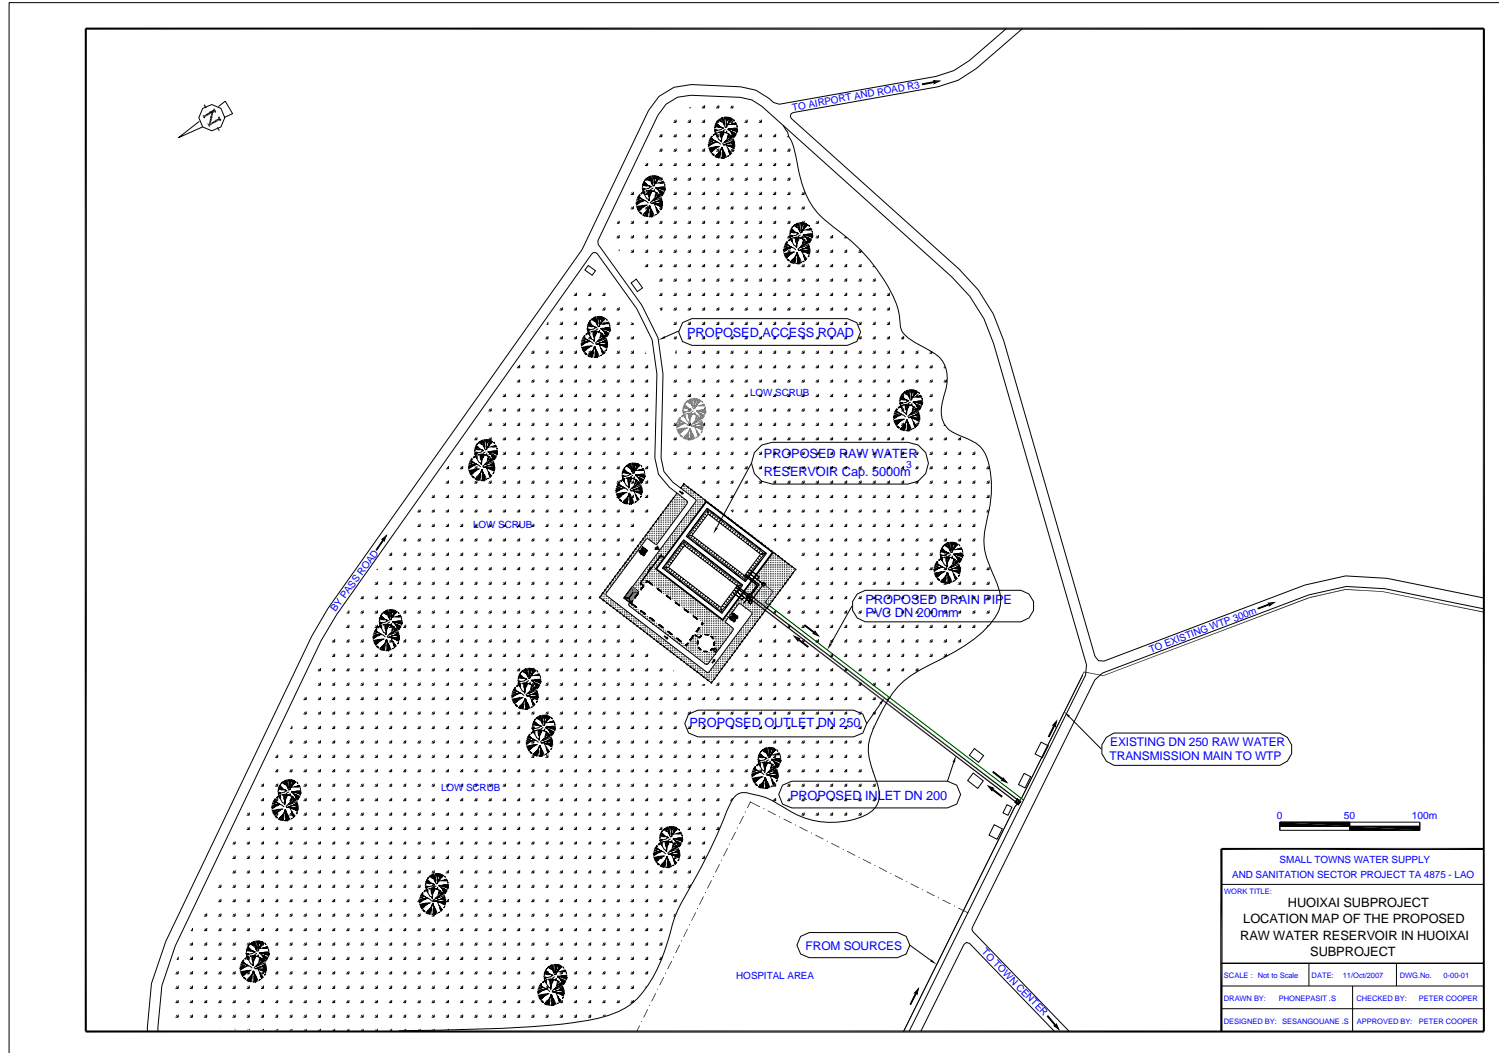 TO AIRPORT AND ROAD R3
N
PROPOSED ACCESS ROAD
LOW SCRUB
PROPOSED RAW WATER
RESERVOIR Cap. 5000m³
LOW SCRUB
BY PASS ROAD
PROPOSED DRAIN PIPE
PVC DN 200mm
TO EXISTING WTP 300m
PROPOSED OUTLET DN 250
EXISTING DN 250 RAW WATER
TRANSMISSION MAIN TO WTP
LOW SCRUB
PROPOSED INLET DN 200
0 50 100m
FROM SOURCES
HOSPITAL AREA
TO TOWN CENTER
SMALL TOWNS WATER SUPPLY
AND SANITATION SECTOR PROJECT TA 4875 - LAO
WORK TITLE:
HUOIXAI SUBPROJECT
LOCATION MAP OF THE PROPOSED
RAW WATER RESERVOIR IN HUOIXAI
SUBPROJECT
SCALE : Not to Scale DATE: 11/Oct/2007 DWG.No. 0-00-01
DRAWN BY: PHONEPASIT .S CHECKED BY: PETER COOPER
DESIGNED BY: SESANGOUANE .S APPROVED BY: PETER COOPER